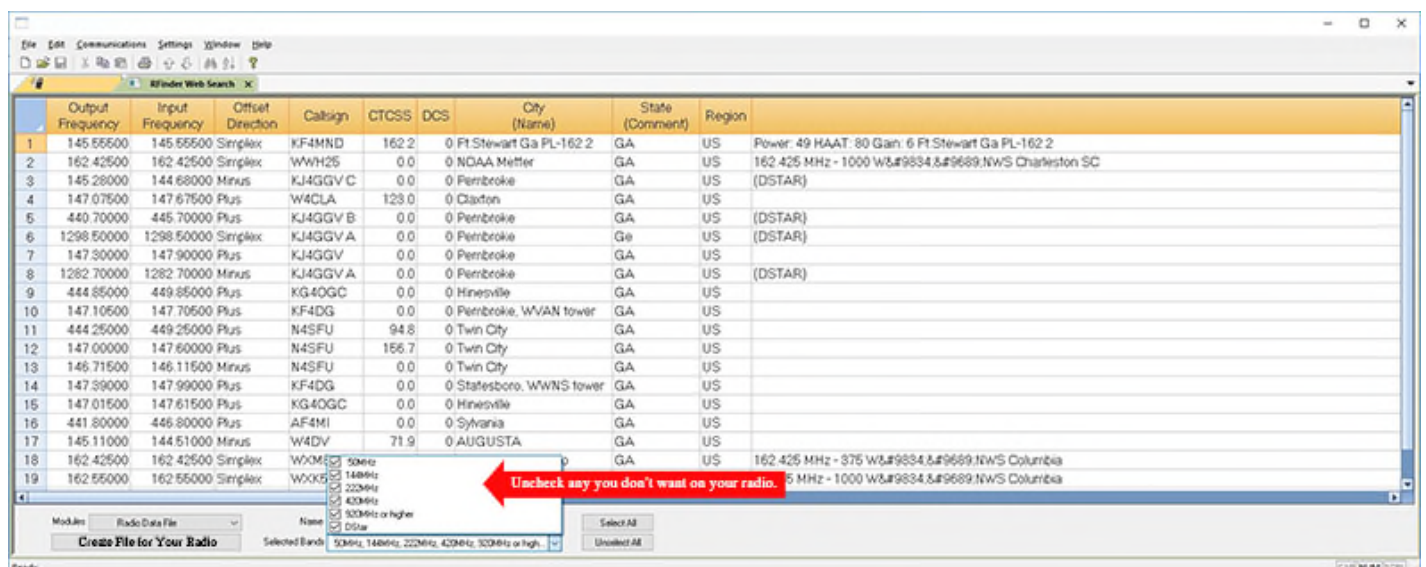 File Edit Communications Settings Window Help
RFinder Web Search X
Output Frequency Input Frequency Offset Direction Callsign CTCSS DCS City (Name) State (Comment) Region
1 145.55500 145.55500 Simplex KF4MND 162.2 0 Ft.Stewart Ga PL-162.2 GA US Power: 49 HAAT: 80 Gain: 6 Ft.Stewart Ga PL-162.2
2 162.42500 162.42500 Simplex WWH25 0.0 0 NOAA Metter GA US 162.425 MHz - 1000 W&#9834;&#9689;NWS Charleston SC
3 145.28000 144.68000 Minus KJ4GGV C 0.0 0 Pembroke GA US (DSTAR)
4 147.07500 147.67500 Plus W4CLA 123.0 0 Claxton GA US
5 440.70000 445.70000 Plus KJ4GGV B 0.0 0 Pembroke GA US (DSTAR)
6 1298.50000 1298.50000 Simplex KJ4GGV A 0.0 0 Pembroke Ge US (DSTAR)
7 147.30000 147.90000 Plus KJ4GGV 0.0 0 Pembroke GA US
8 1282.70000 1282.70000 Minus KJ4GGV A 0.0 0 Pembroke GA US (DSTAR)
9 444.85000 449.85000 Plus KG4OGC 0.0 0 Hinesville GA US
10 147.10500 147.70500 Plus KF4DG 0.0 0 Pembroke, WVAN tower GA US
11 444.25000 449.25000 Plus N4SFU 94.8 0 Twin City GA US
12 147.00000 147.60000 Plus N4SFU 156.7 0 Twin City GA US
13 146.71500 146.11500 Minus N4SFU 0.0 0 Twin City GA US
14 147.39000 147.99000 Plus KF4DG 0.0 0 Statesboro, WWNS tower GA US
15 147.01500 147.61500 Plus KG4OGC 0.0 0 Hinesville GA US
16 441.80000 446.80000 Plus AF4MI 0.0 0 Sylvania GA US
17 145.11000 144.51000 Minus W4DV 71.9 0 AUGUSTA GA US
18 162.42500 162.42500 Simplex GA US 162.425 MHz - 375 W&#9834;&#9689;NWS Columbia
19 162.55000 162.55000 Simplex MHz - 1000 W&#9834;&#9689;NWS Columbia
50MHz
144MHz
222MHz
420MHz
920MHz or higher
DStar
Uncheck any you don't want on your radio.
Modules Radio Data File Name Select All
Create File for Your Radio Selected Bands 50MHz, 144MHz, 222MHz, 420MHz, 920MHz or high... Unselect All